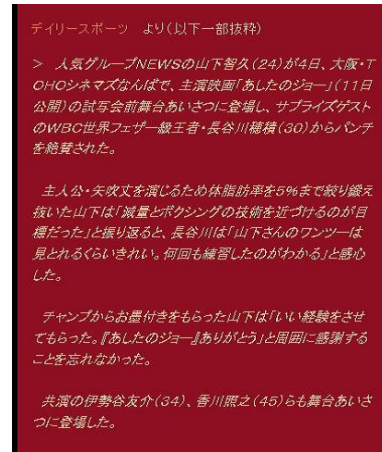 デイリースポーツ　より（以下一部抜粋）
＞　人気グループNEWSの山下智久（24）が4日、大阪・T
OHOシネマズなんばで、主演映画「あしたのジョー」（11日
公開）の試写会前舞台あいさつに登場し、サプライズゲスト
のWBC世界フェザー級王者・長谷川穂積（30）からパンチ
を絶賛された。
主人公・矢吹丈を演じるため体脂肪率を5％まで絞り鍛え
抜いた山下は「減量とボクシングの技術を近づけるのが目
標だった」と振り返ると、長谷川は「山下さんのワンツーは
見とれるくらいきれい。何回も練習したのがわかる」と感心
した。
チャンプからお墨付きをもらった山下は「いい経験をさせ
てもらった。『あしたのジョー』ありがとう」と周囲に感謝する
ことを忘れなかった。
共演の伊勢谷友介（34）、香川照之（45）らも舞台あいさ
つに登場した。